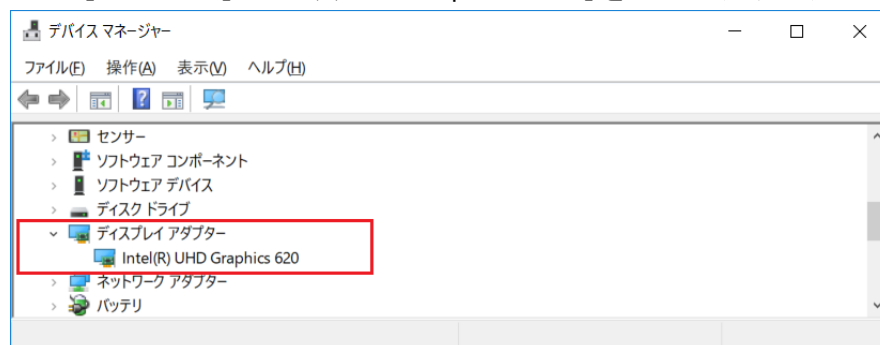 デバイス マネージャー
ファイル(F) 操作(A) 表示(V) ヘルプ(H)
センサー
ソフトウェア コンポーネント
ソフトウェア デバイス
ディスク ドライブ
ディスプレイ アダプター
Intel(R) UHD Graphics 620
ネットワーク アダプター
バッテリ